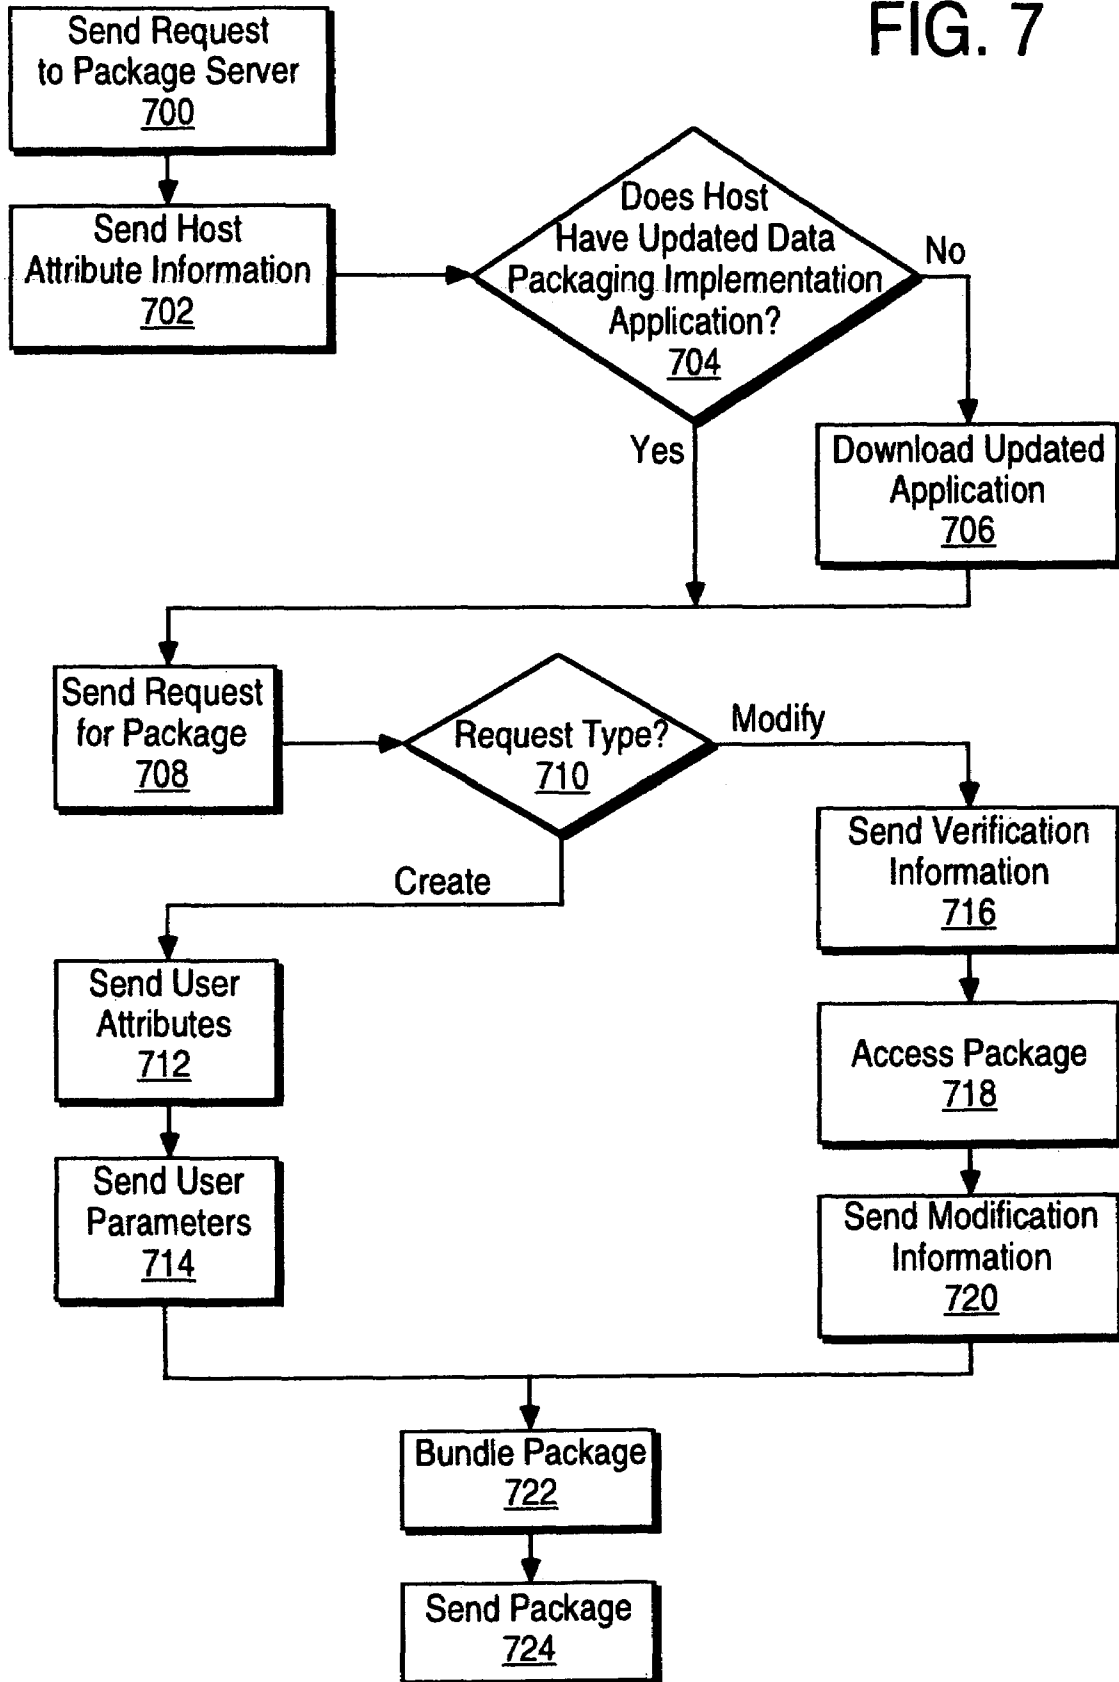 FIG. 7
Send Request
to Package Server
700
Send Host
Attribute Information
702
Does Host
Have Updated Data
Packaging Implementation
Application?
704
No
Yes
Download Updated
Application
706
Send Request
for Package
708
Request Type?
710
Modify
Create
Send User
Attributes
712
Send User
Parameters
714
Send Verification
Information
716
Access Package
718
Send Modification
Information
720
Bundle Package
722
Send Package
724